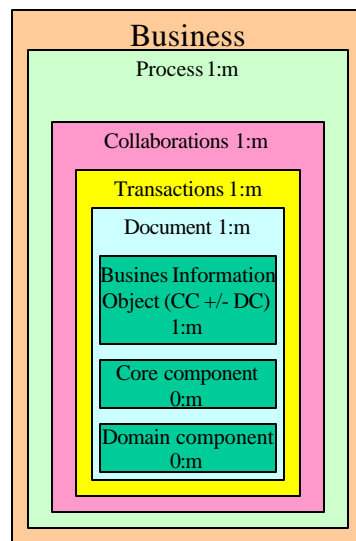 Business
Process 1:m
Collaborations 1:m
Transactions 1:m
Document 1:m
Busines Information
Object (CC +/- DC)
1:m
Core component
0:m
Domain component
0:m